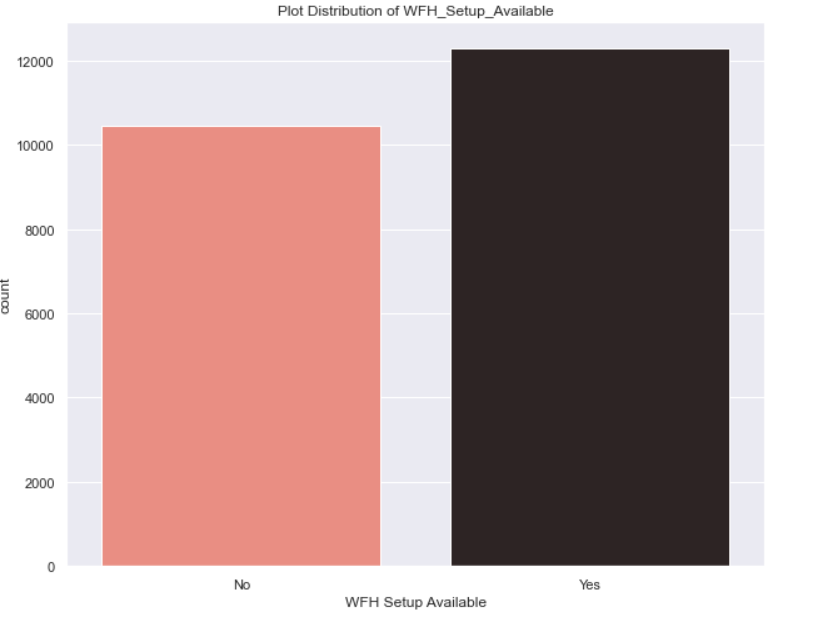 Plot Distribution of WFH_Setup_Available
12000
10000
8000
6000
4000
2000
0
count
No
Yes
WFH Setup Available